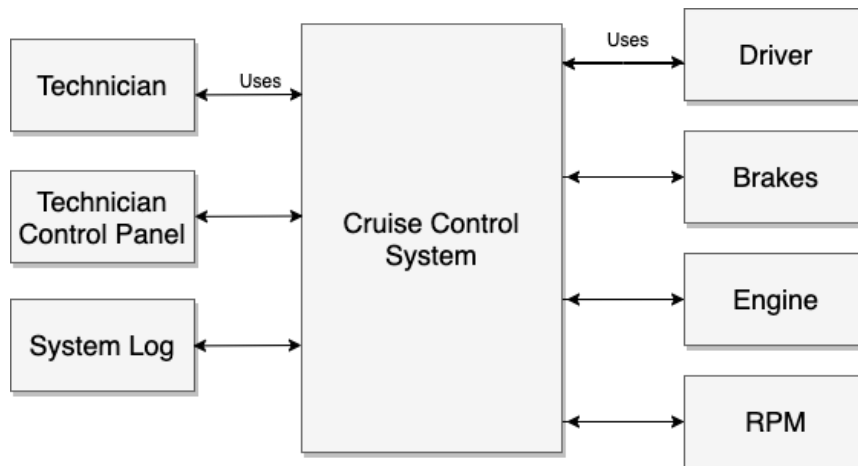 Technician
Uses
Technician
Control Panel
System Log
Cruise Control
System
Uses
Driver
Brakes
Engine
RPM